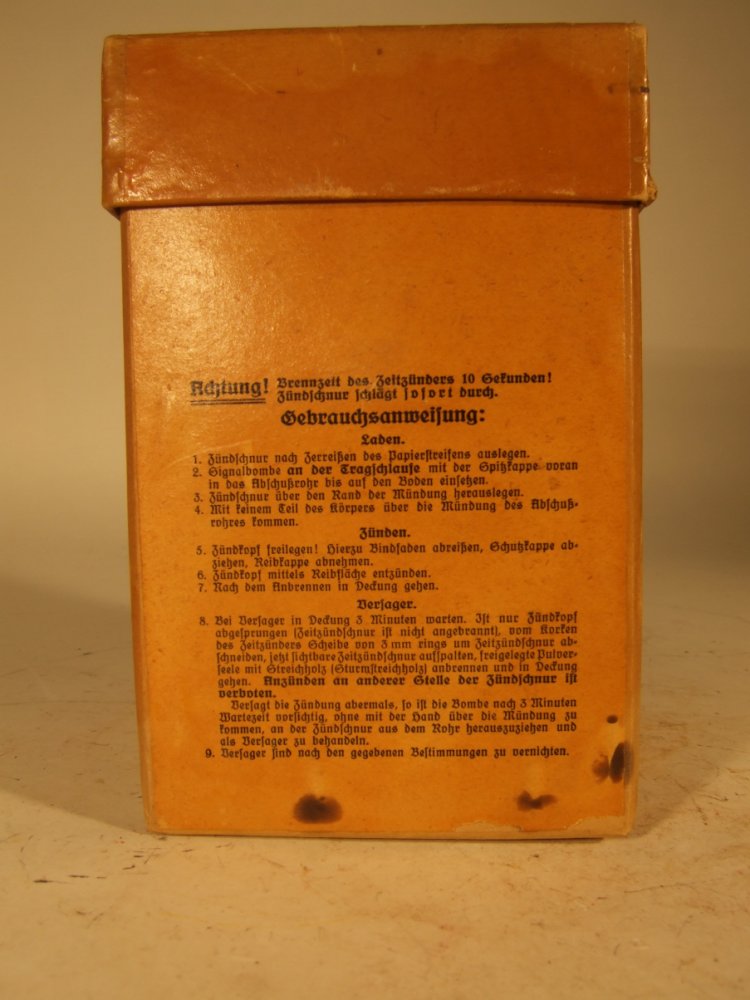 Achtung! Brennzeit des Zeitzünders 10 Sekunden!
Zündschnur schlägt sofort durch.
Gebrauchsanweisung:
Laden.
1. Zündschnur nach Zerreißen des Papierstreifens auslegen.
2. Signalbombe an der Tragschlaufe mit der Spitzkappe voran
in das Abschußrohr bis auf den Boden einsetzen.
3. Zündschnur über den Rand der Mündung herauslegen.
4. Mit keinem Teil des Körpers über die Mündung des Abschuß-
rohres kommen.
Zünden.
5. Zündkopf freilegen! Hierzu Bindfaden abreißen, Schutzkappe ab-
ziehen, Reibkappe abnehmen.
6. Zündkopf mittels Reibfläche entzünden.
7. Nach dem Anbrennen in Deckung gehen.
Versager.
8. Bei Versager in Deckung 3 Minuten warten. Ist nur Zündkopf
abgesprungen (Zeitzündschnur ist nicht angebrannt), vom Korken
des Zeitzünders Scheibe von 3 mm rings um Zeitzündschnur ab-
schneiden, jetzt sichtbare Zeitzündschnur aufspalten, freigelegte Pulver-
seele mit Streichholz (Sturmstreichholz) anbrennen und in Deckung
gehen. Anzünden an anderer Stelle der Zündschnur ist
verboten.
Versagt die Zündung abermals, so ist die Bombe nach 3 Minuten
Wartezeit vorsichtig, ohne mit der Hand über die Mündung zu
kommen, an der Zündschnur aus dem Rohr herauszuziehen und
als Versager zu behandeln.
9. Versager sind nach den gegebenen Bestimmungen zu vernichten.